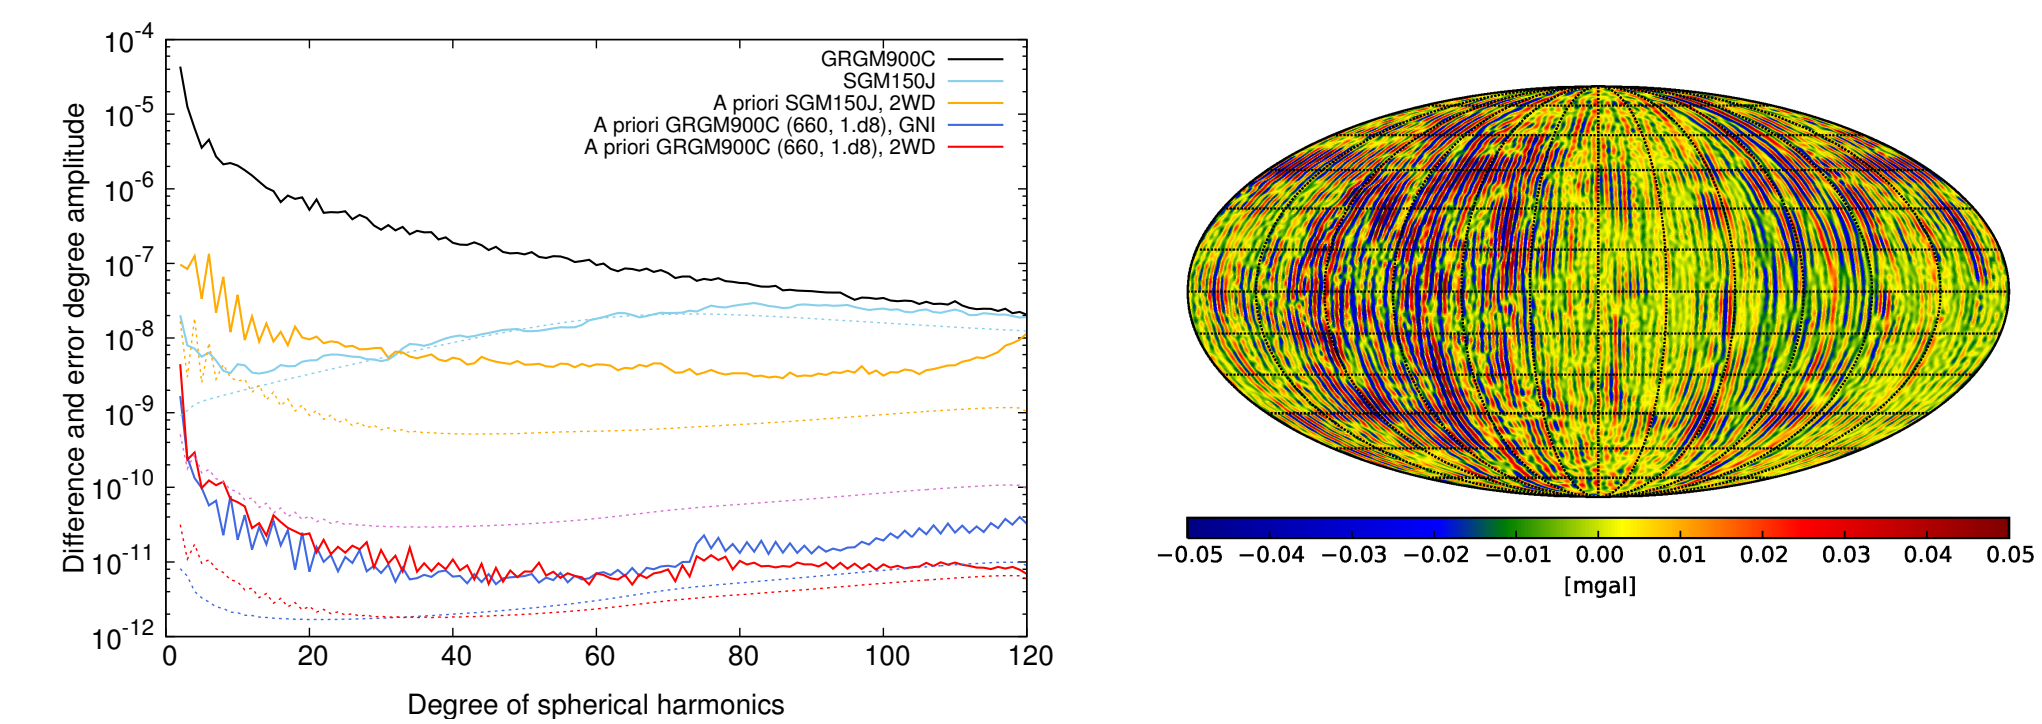 Difference and error degree amplitude
10-4
10-5
10-6
10-7
10-8
10-9
10-10
10-11
10-12
GRGM900C
SGM150J
A priori SGM150J, 2WD
A priori GRGM900C (660, 1.d8), GNI
A priori GRGM900C (660, 1.d8), 2WD
0 20 40 60 80 100 120
Degree of spherical harmonics
−0.05 −0.04 −0.03 −0.02 −0.01 0.00 0.01 0.02 0.03 0.04 0.05
[mgal]